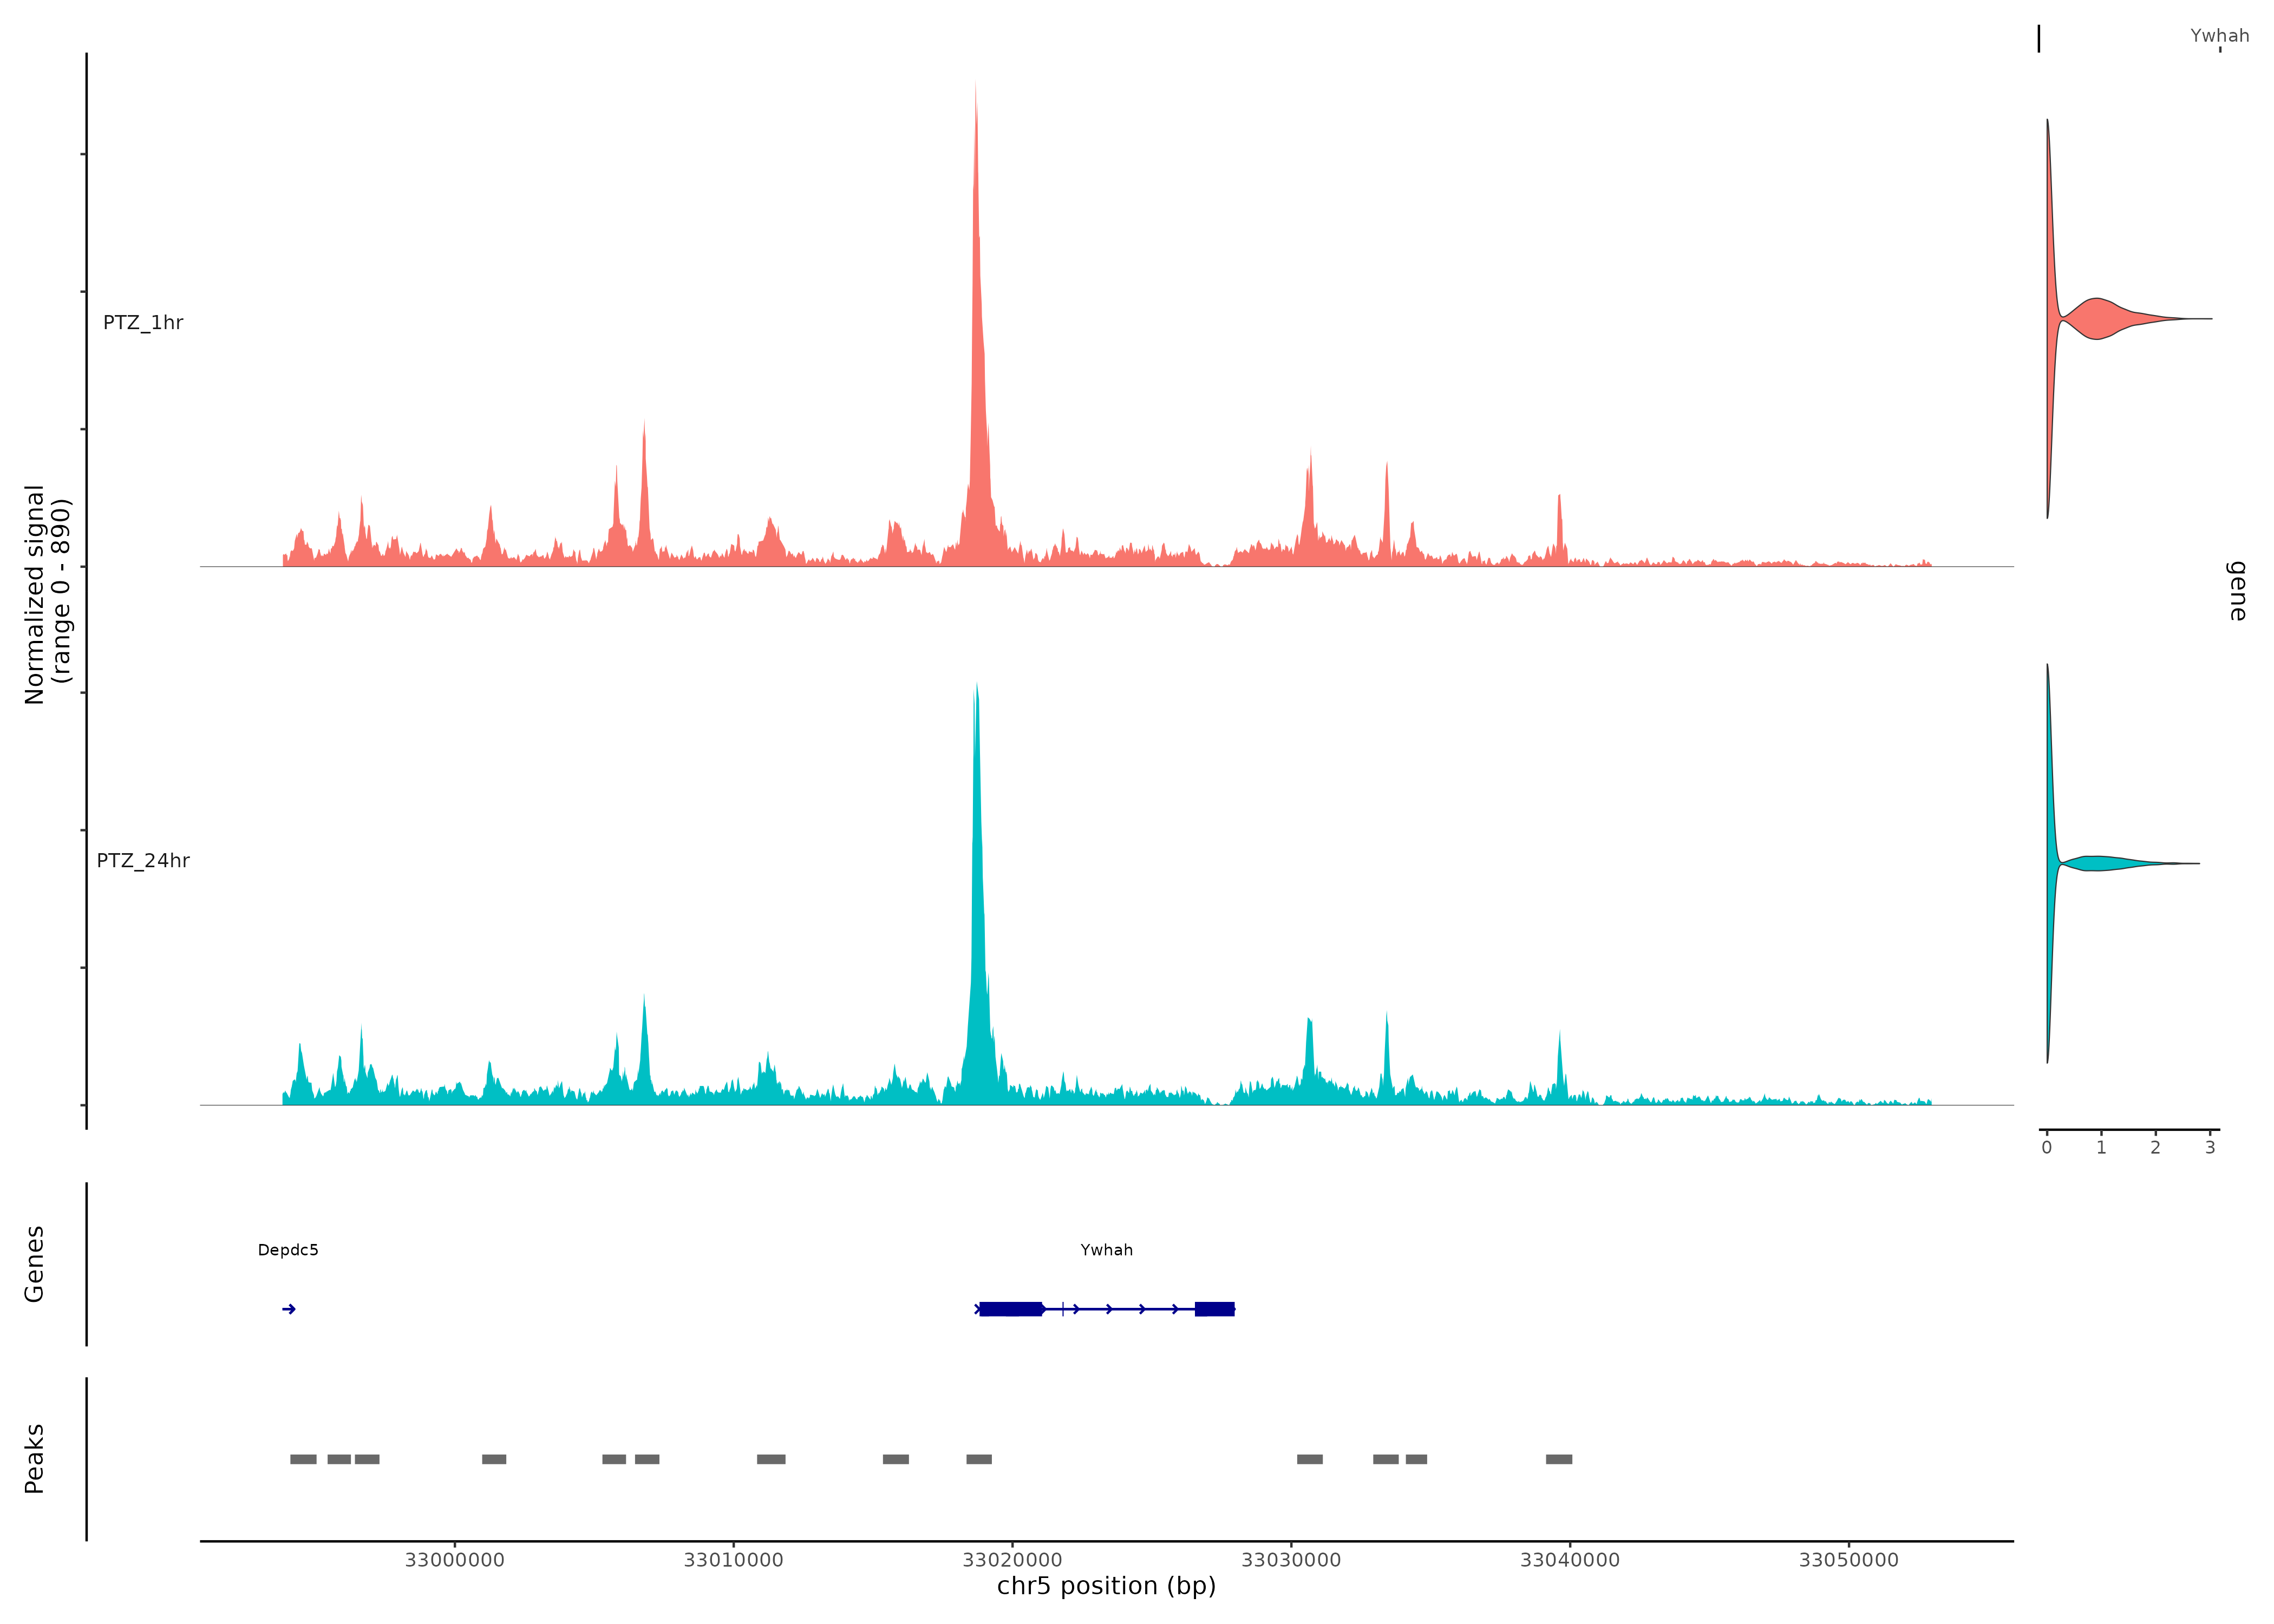 Ywhah
PTZ_1hr
Normalized signal
(range 0 - 890)
gene
PTZ_24hr
0 1 2 3
Genes
Depdc5 Ywhah
Peaks
33000000 33010000 33020000 33030000 33040000 33050000
chr5 position (bp)